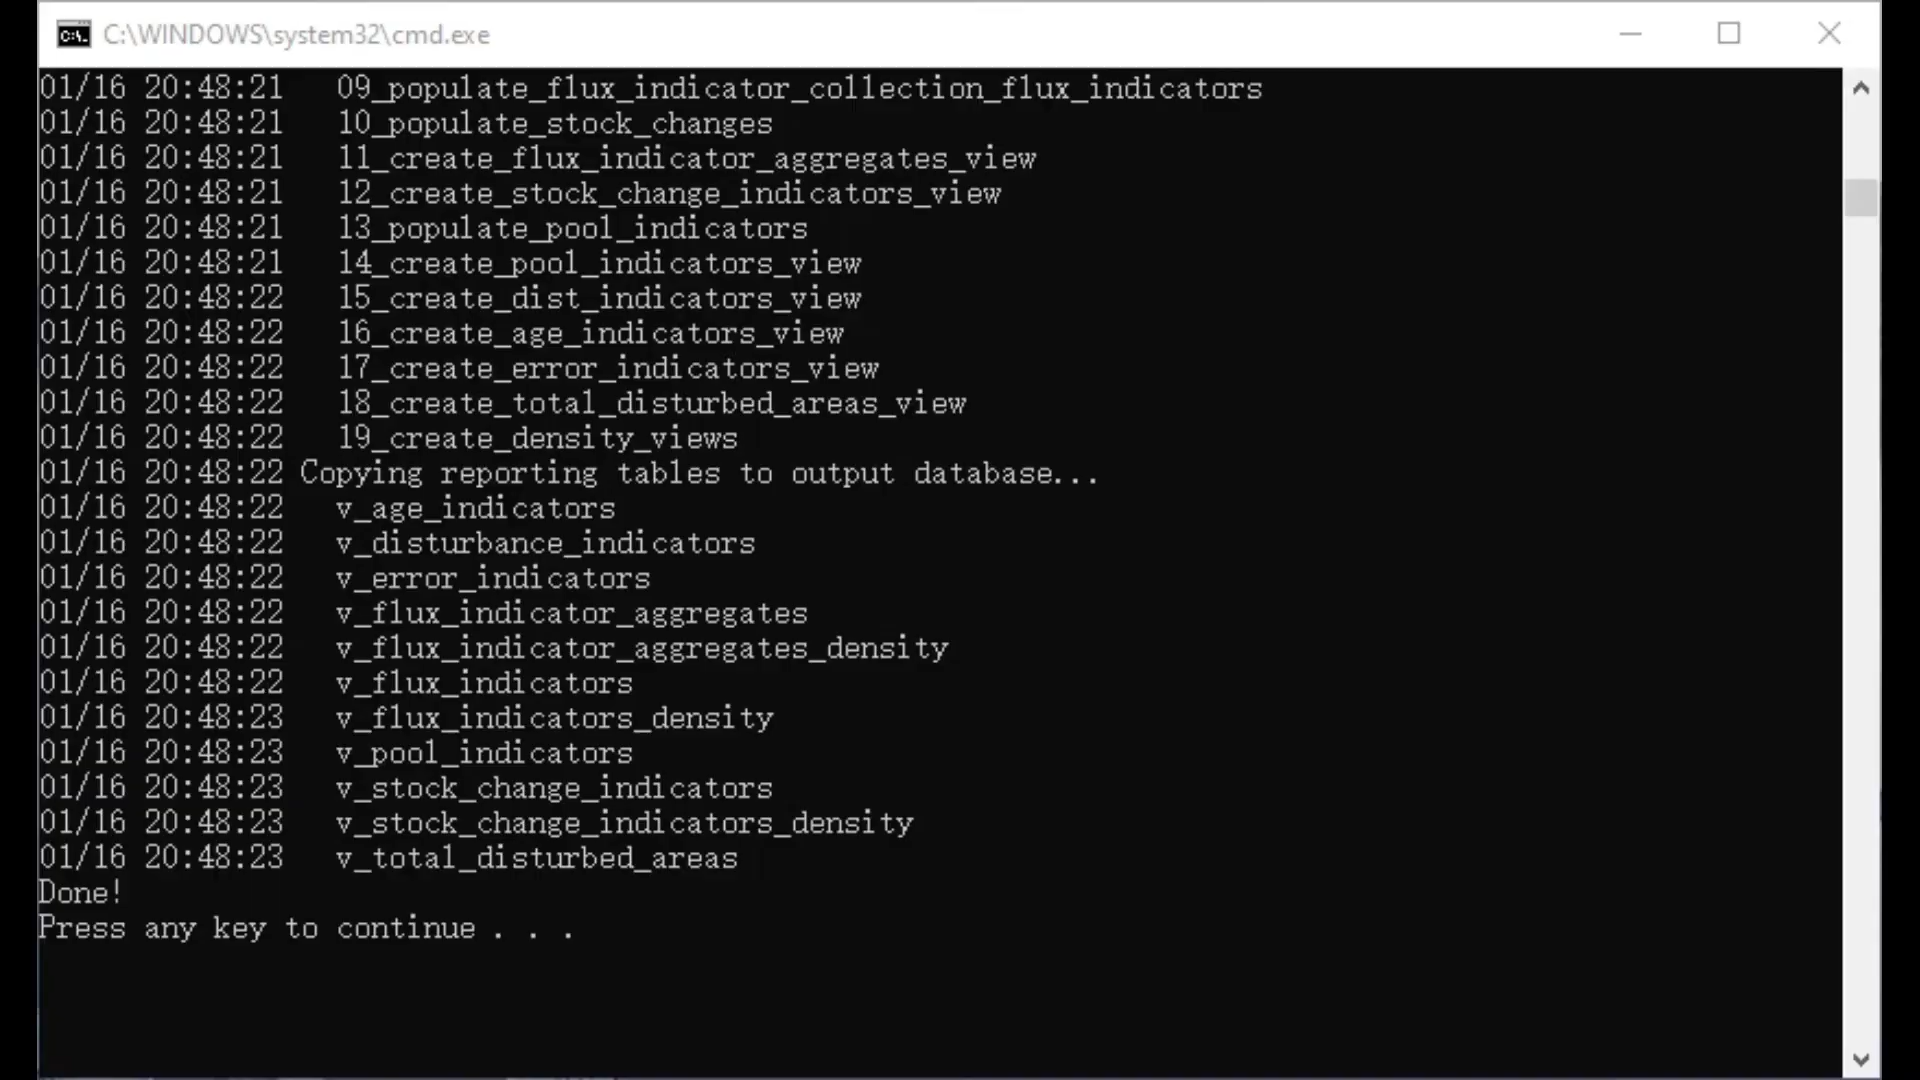 C:\WINDOWS\system32\cmd.exe
01/16 20:48:21   09_populate_flux_indicator_collection_flux_indicators
01/16 20:48:21   10_populate_stock_changes
01/16 20:48:21   11_create_flux_indicator_aggregates_view
01/16 20:48:21   12_create_stock_change_indicators_view
01/16 20:48:21   13_populate_pool_indicators
01/16 20:48:21   14_create_pool_indicators_view
01/16 20:48:22   15_create_dist_indicators_view
01/16 20:48:22   16_create_age_indicators_view
01/16 20:48:22   17_create_error_indicators_view
01/16 20:48:22   18_create_total_disturbed_areas_view
01/16 20:48:22   19_create_density_views
01/16 20:48:22 Copying reporting tables to output database...
01/16 20:48:22   v_age_indicators
01/16 20:48:22   v_disturbance_indicators
01/16 20:48:22   v_error_indicators
01/16 20:48:22   v_flux_indicator_aggregates
01/16 20:48:22   v_flux_indicator_aggregates_density
01/16 20:48:22   v_flux_indicators
01/16 20:48:23   v_flux_indicators_density
01/16 20:48:23   v_pool_indicators
01/16 20:48:23   v_stock_change_indicators
01/16 20:48:23   v_stock_change_indicators_density
01/16 20:48:23   v_total_disturbed_areas
Done!
Press any key to continue . . .